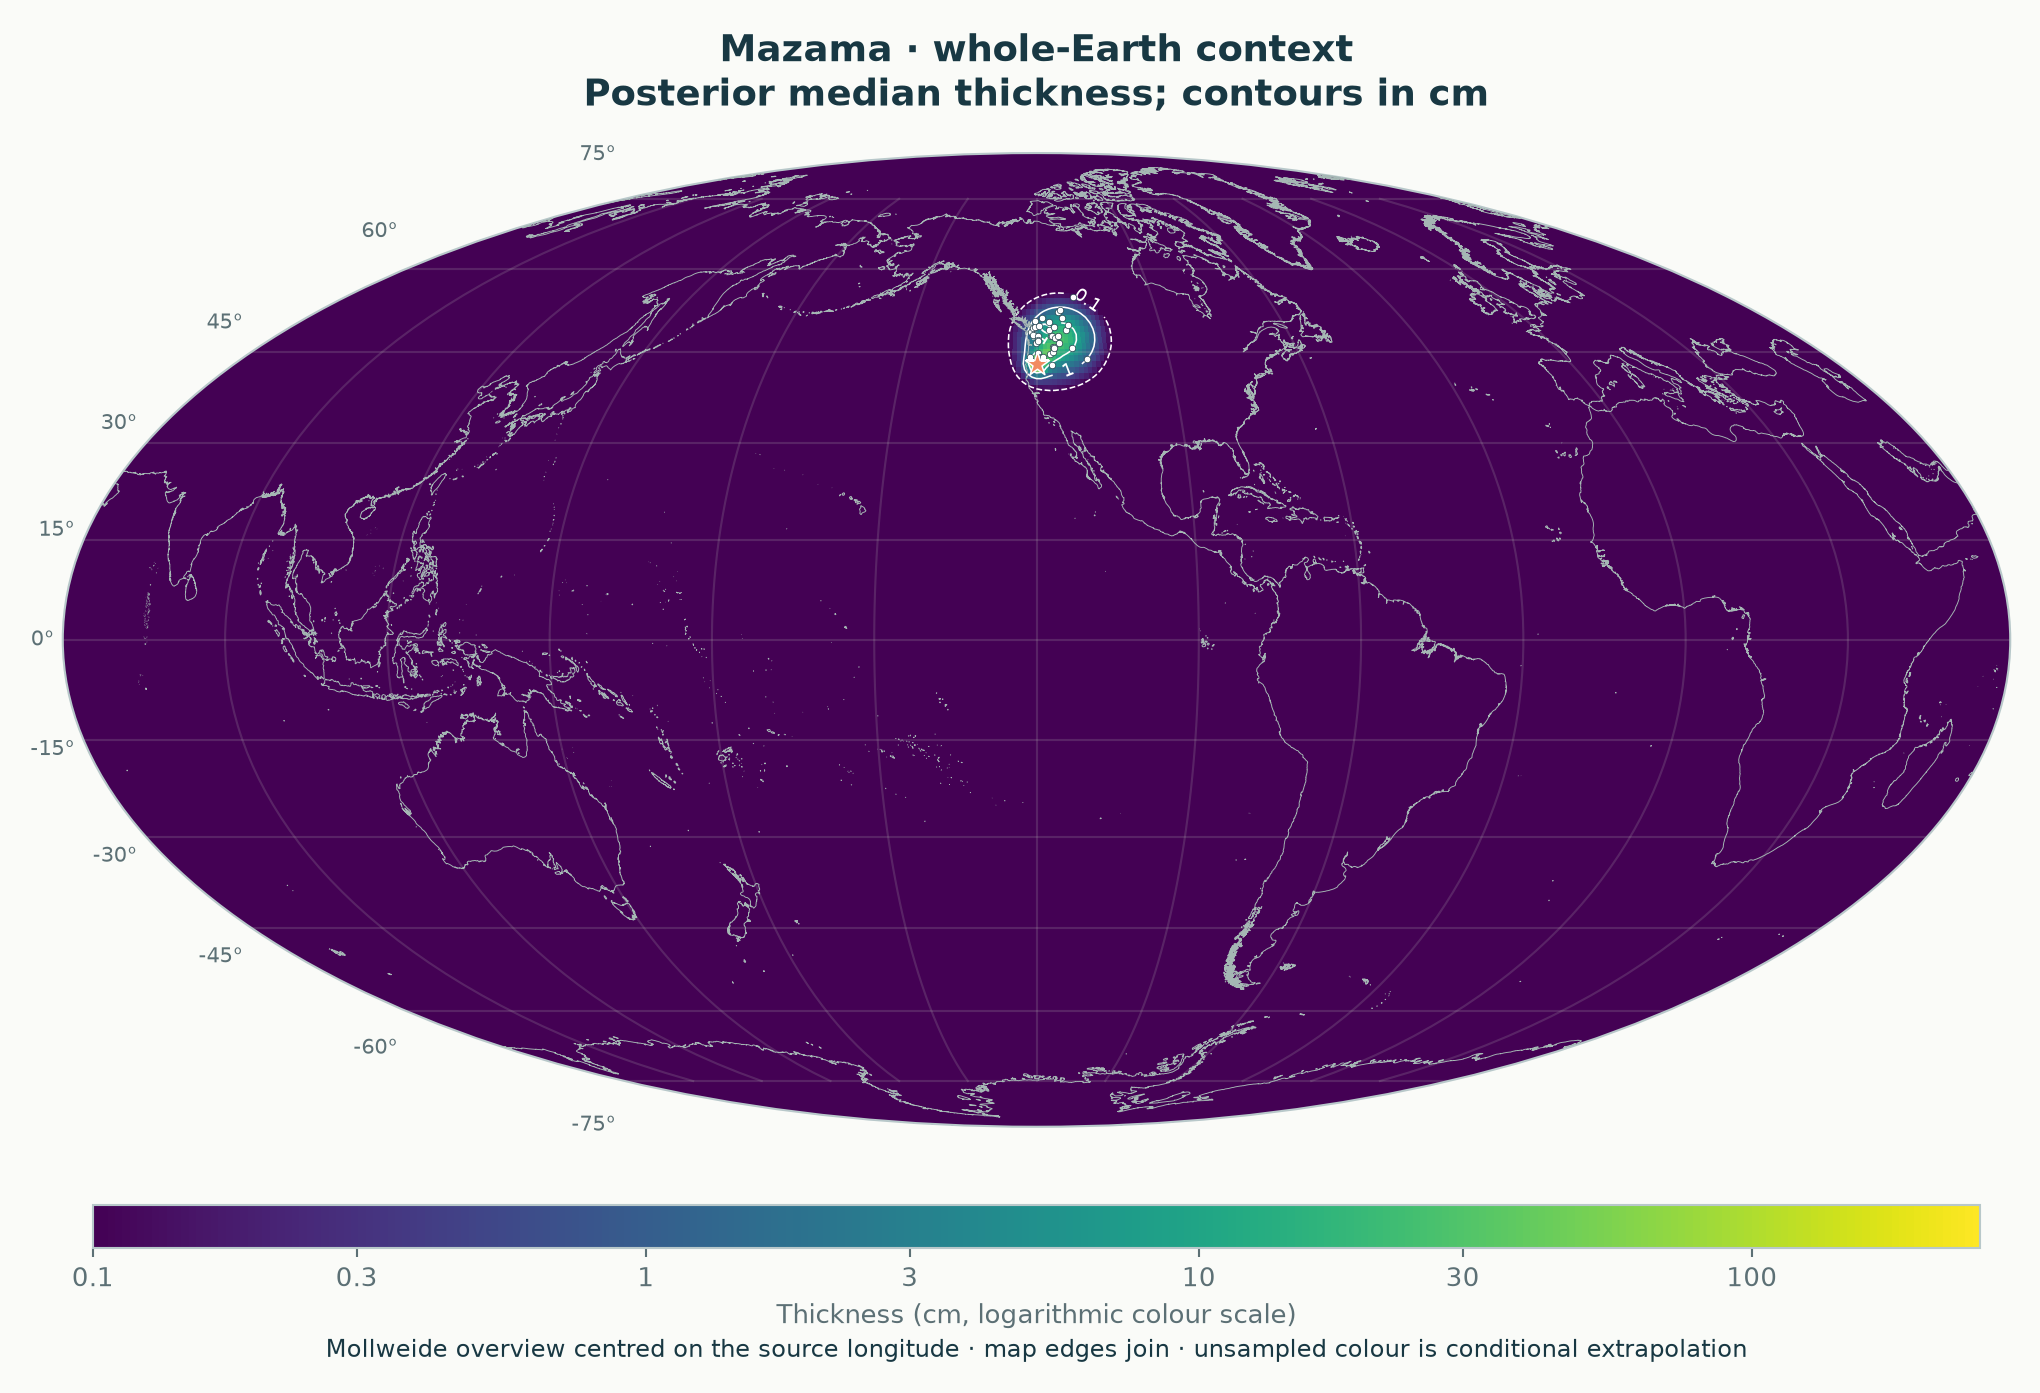 Mazama · whole-Earth context
Posterior median thickness; contours in cm
75°
60°
45°
30°
15°
0°
-15°
-30°
-45°
-60°
-75°
0.1
1
0.1 0.3 1 3 10 30 100
Thickness (cm, logarithmic colour scale)
Mollweide overview centred on the source longitude · map edges join · unsampled colour is conditional extrapolation